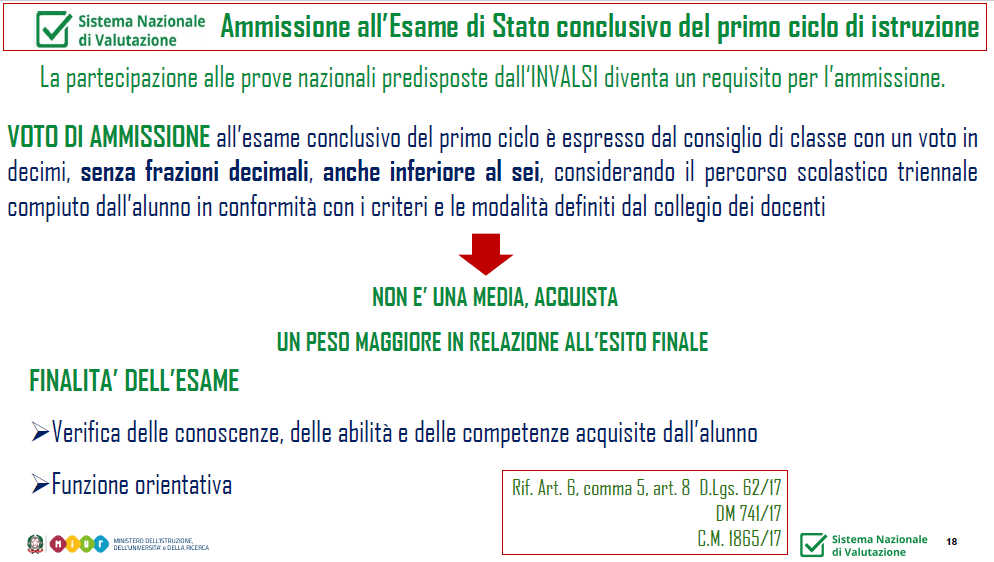 Sistema Nazionale
di Valutazione
Ammissione all'Esame di Stato conclusivo del primo ciclo di istruzione
La partecipazione alle prove nazionali predisposte dall'INVALSI diventa un requisito per l'ammissione.
VOTO DI AMMISSIONE all'esame conclusivo del primo ciclo è espresso dal consiglio di classe con un voto in
decimi, senza frazioni decimali, anche inferiore al sei, considerando il percorso scolastico triennale
compiuto dall'alunno in conformità con i criteri e le modalità definiti dal collegio dei docenti
NON E' UNA MEDIA, ACQUISTA
UN PESO MAGGIORE IN RELAZIONE ALL'ESITO FINALE
FINALITA' DELL'ESAME
➢Verifica delle conoscenze, delle abilità e delle competenze acquisite dall'alunno
➢Funzione orientativa
Rif. Art. 6, comma 5, art. 8 D.Lgs. 62/17
DM 741/17
C.M. 1865/17
MIUR
MINISTERO DELL'ISTRUZIONE,
DELL'UNIVERSITA' e DELLA RICERCA
Sistema Nazionale
di Valutazione
18